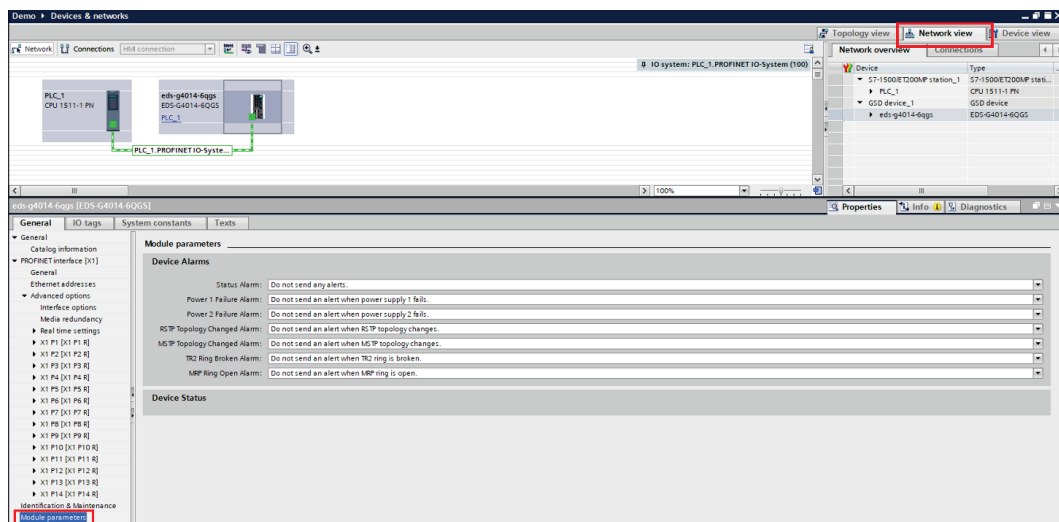 Demo ▸ Devices & networks
Topology view Network view Device view
Network Connections HMI connection
Network overview Connections
IO system: PLC_1.PROFINET IO-System (100)
Device Type
S7-1500/ET200MP station_1 S7-1500/ET200MP stati...
PLC_1 CPU 1511-1 PN
GSD device_1 GSD device
eds-g4014-6qgs EDS-G4014-6QGS
PLC_1
CPU 1511-1 PN
eds-g4014-6qgs
EDS-G4014-6QGS
PLC_1
PLC_1.PROFINET IO-Syste...
100%
eds-g4014-6qgs [EDS-G4014-6QGS]
Properties Info Diagnostics
General IO tags System constants Texts
General
Catalog information
PROFINET interface [X1]
General
Ethernet addresses
Advanced options
Interface options
Media redundancy
Real time settings
X1 P1 [X1 P1 R]
X1 P2 [X1 P2 R]
X1 P3 [X1 P3 R]
X1 P4 [X1 P4 R]
X1 P5 [X1 P5 R]
X1 P6 [X1 P6 R]
X1 P7 [X1 P7 R]
X1 P8 [X1 P8 R]
X1 P9 [X1 P9 R]
X1 P10 [X1 P10 R]
X1 P11 [X1 P11 R]
X1 P12 [X1 P12 R]
X1 P13 [X1 P13 R]
X1 P14 [X1 P14 R]
Identification & Maintenance
Module parameters
Module parameters
Device Alarms
Status Alarm: Do not send any alerts.
Power 1 Failure Alarm: Do not send an alert when power supply 1 fails.
Power 2 Failure Alarm: Do not send an alert when power supply 2 fails.
RSTP Topology Changed Alarm: Do not send an alert when RSTP topology changes.
MSTP Topology Changed Alarm: Do not send an alert when MSTP topology changes.
TR2 Ring Broken Alarm: Do not send an alert when TR2 ring is broken.
MRP Ring Open Alarm: Do not send an alert when MRP ring is open.
Device Status